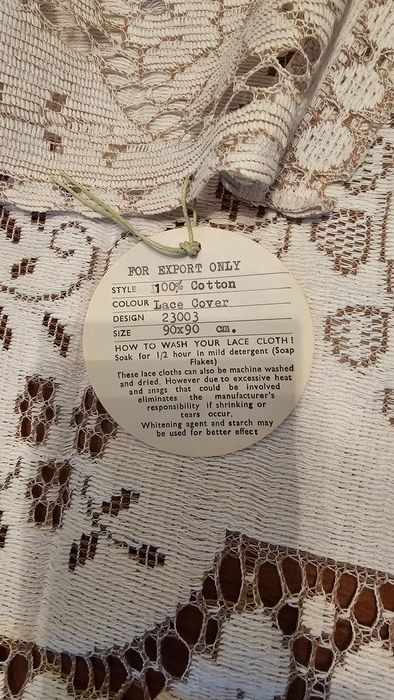 FOR EXPORT ONLY
STYLE 100% Cotton
COLOUR Lace Cover
DESIGN 23003
SIZE 90x90 cm.
HOW TO WASH YOUR LACE CLOTH!
Soak for 1/2 hour in mild detergent (Soap
Flakes)
These lace cloths can also be machine washed
and dried. However due to excessive heat
and snags that could be involved
eliminates the manufacturer's
responsibility if shrinking or
tears occur.
Whitening agent and starch may
be used for better effect